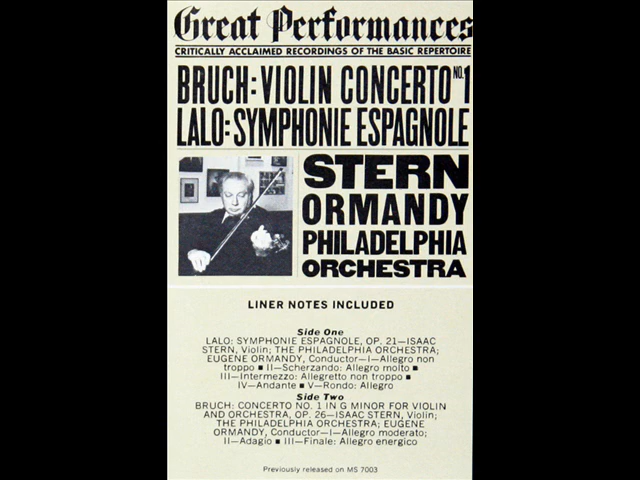 Great Performances
CRITICALLY ACCLAIMED RECORDINGS OF THE BASIC REPERTOIRE
BRUCH: VIOLIN CONCERTO NO. 1
LALO: SYMPHONIE ESPAGNOLE
STERN
ORMANDY
PHILADELPHIA
ORCHESTRA
LINER NOTES INCLUDED
Side One
LALO: SYMPHONIE ESPAGNOLE, OP. 21—ISAAC
STERN, Violin; THE PHILADELPHIA ORCHESTRA;
EUGENE ORMANDY, Conductor—I—Allegro non
troppo ■ II—Scherzando: Allegro molto ■
III—Intermezzo: Allegretto non troppo ■
IV—Andante ■ V—Rondo: Allegro
Side Two
BRUCH: CONCERTO NO. 1 IN G MINOR FOR VIOLIN
AND ORCHESTRA, OP. 26—ISAAC STERN, Violin;
THE PHILADELPHIA ORCHESTRA; EUGENE
ORMANDY, Conductor—I—Allegro moderato;
II—Adagio ■ III—Finale: Allegro energico
Previously released on MS 7003